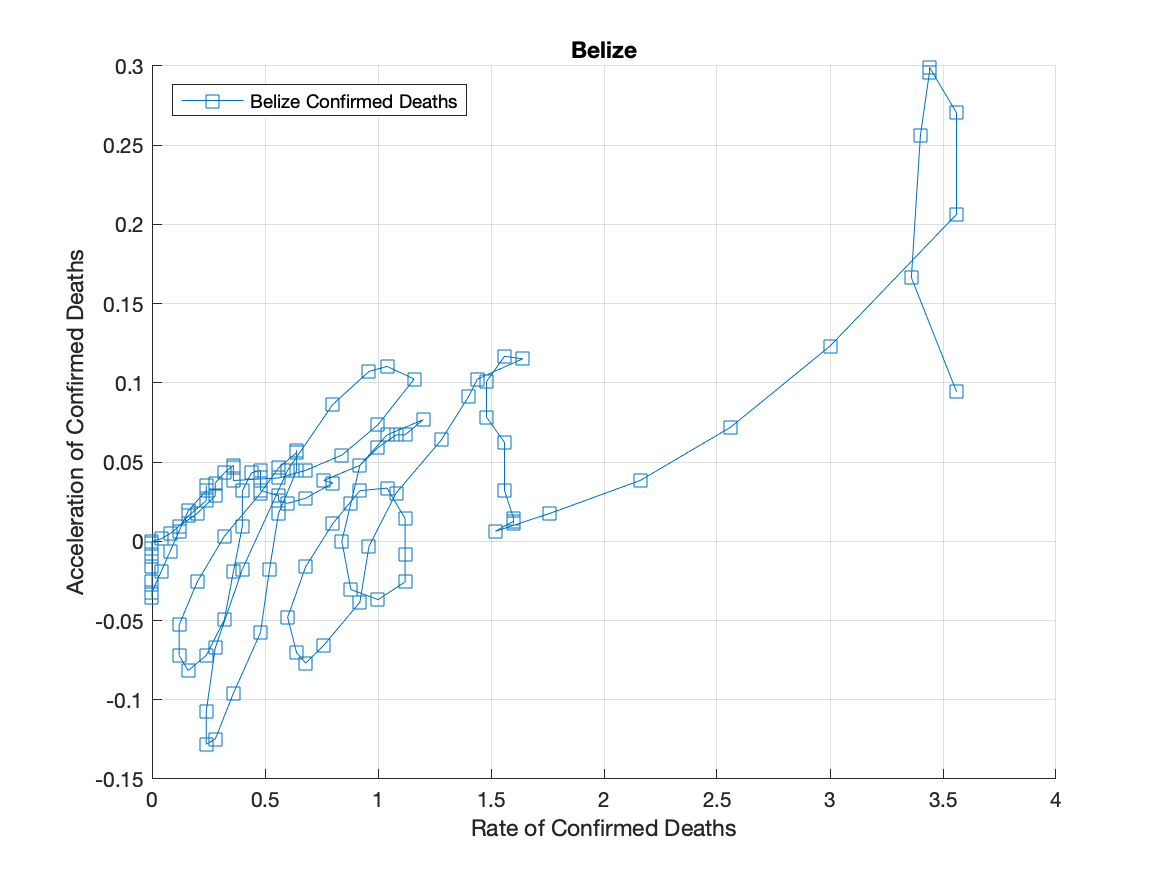 Belize
Belize Confirmed Deaths
0.3
0.25
0.2
0.15
0.1
0.05
0
-0.05
-0.1
-0.15
Acceleration of Confirmed Deaths
0 0.5 1 1.5 2 2.5 3 3.5 4
Rate of Confirmed Deaths